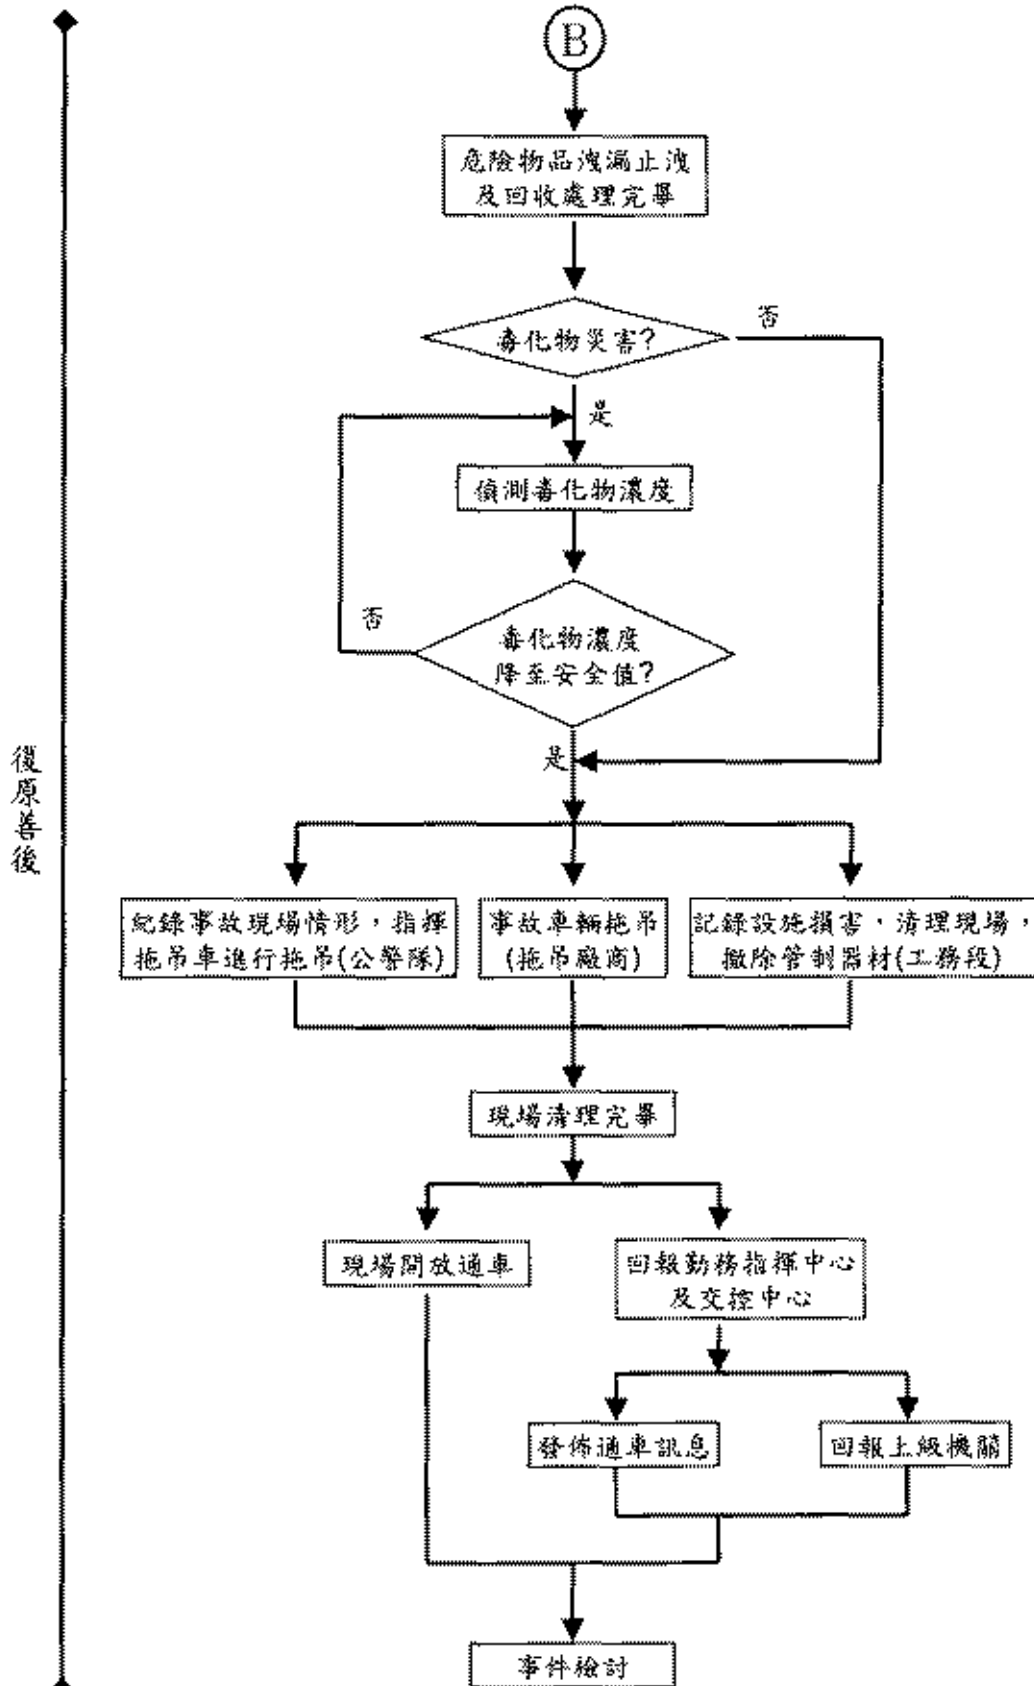 B
危險物品洩漏止洩
及回收處理完畢
毒化物災害?
否
是
偵測毒化物濃度
否
毒化物濃度
降至安全值?
是
復原善後
紀錄事故現場情形，指揮
拖吊車進行拖吊(公警隊)
事故車輛拖吊
(拖吊廠商)
記錄設施損害，清理現場，
撤除管制器材(工務段)
現場清理完畢
現場開放通車
回報勤務指揮中心
及交控中心
發佈通車訊息
回報上級機關
事件檢討